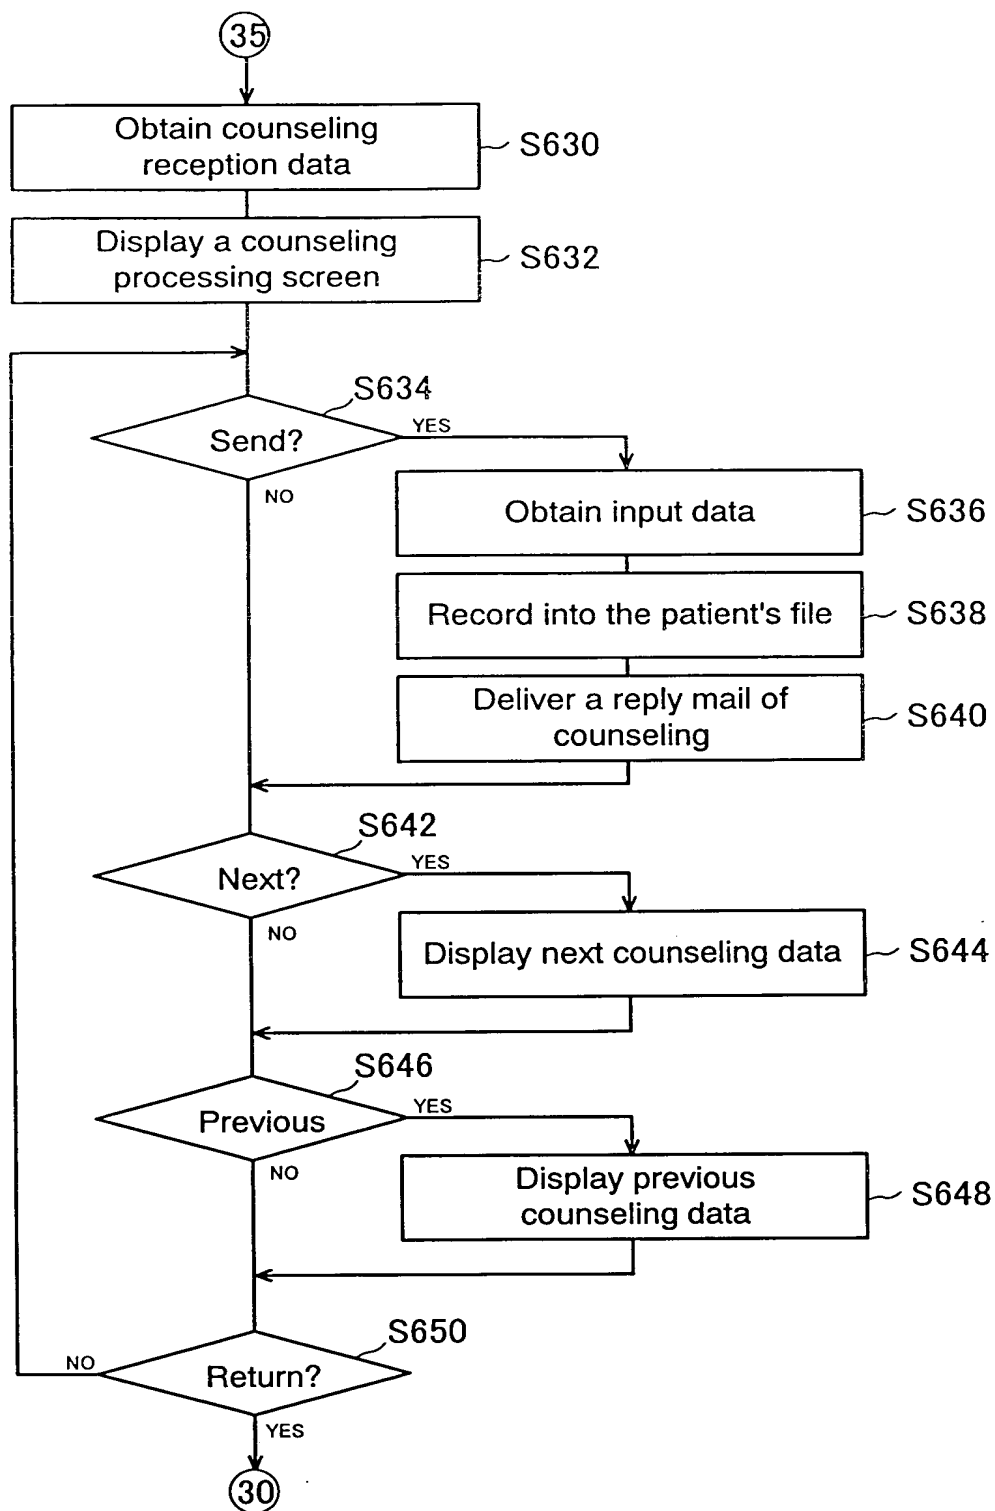 35
Obtain counseling
reception data
S630
Display a counseling
processing screen
S632
S634
Send?
YES
NO
Obtain input data
S636
Record into the patient's file
S638
Deliver a reply mail of
counseling
S640
S642
Next?
YES
NO
Display next counseling data
S644
S646
Previous
YES
NO
Display previous
counseling data
S648
S650
Return?
NO
YES
30